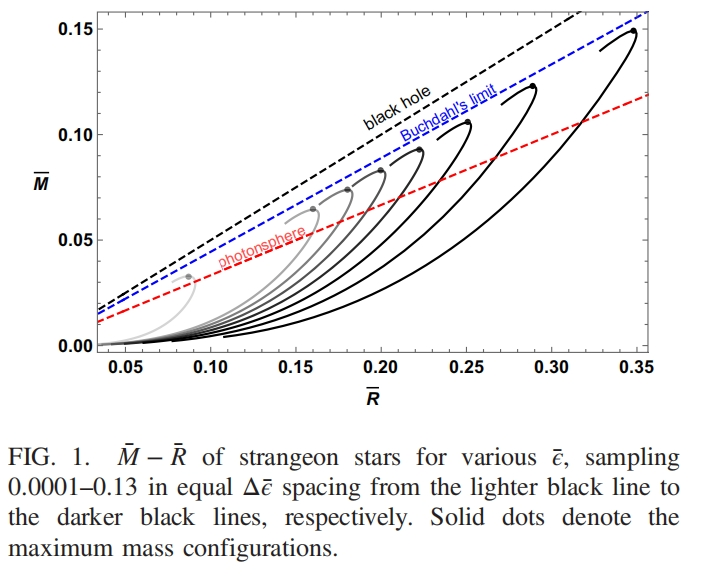 0.15
0.10
0.05
0.00
M̄
black hole
Buchdahl's limit
photonsphere
0.05 0.10 0.15 0.20 0.25 0.30 0.35
R̄
FIG. 1. M̄ – R̄ of strangeon stars for various ε̄, sampling
0.0001–0.13 in equal Δε̄ spacing from the lighter black line to
the darker black lines, respectively. Solid dots denote the
maximum mass configurations.